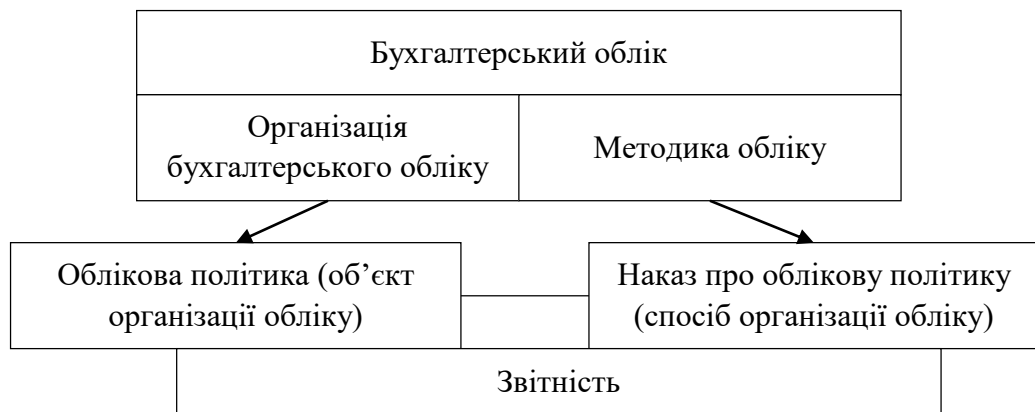 Бухгалтерський облік
Організація
бухгалтерського обліку
Методика обліку
Облікова політика (об’єкт
організації обліку)
Наказ про облікову політику
(спосіб організації обліку)
Звітність